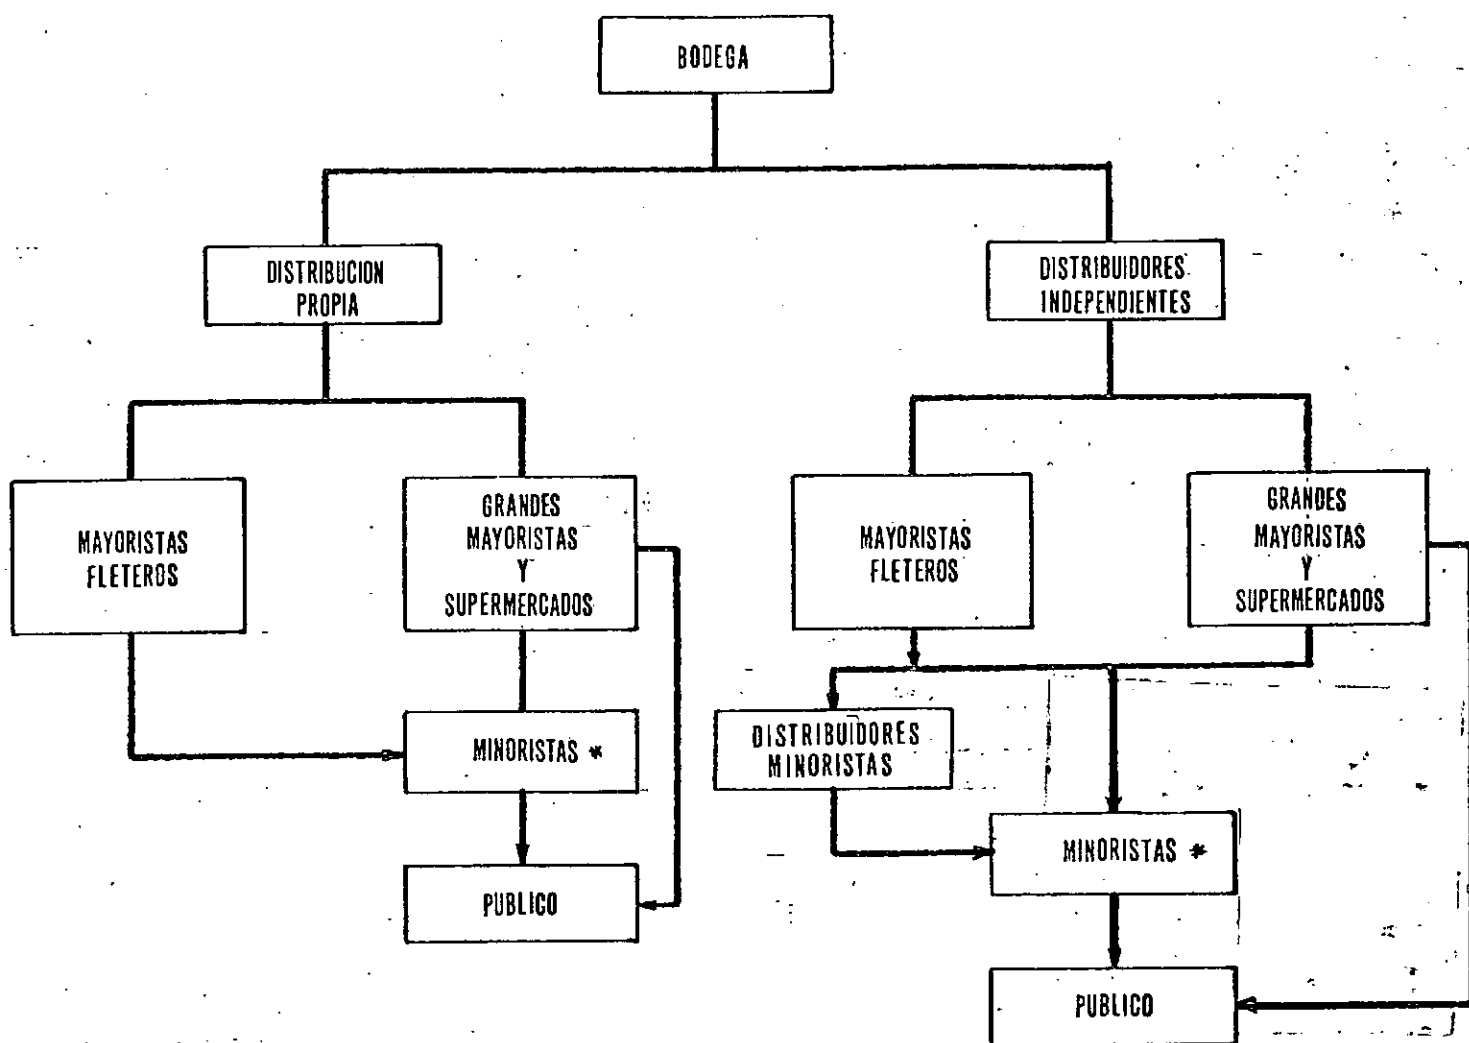 BODEGA
DISTRIBUCION
PROPIA
DISTRIBUIDORES
INDEPENDIENTES
MAYORISTAS
FLETEROS
GRANDES
MAYORISTAS
Y
SUPERMERCADOS
MAYORISTAS
FLETEROS
GRANDES
MAYORISTAS
Y
SUPERMERCADOS
MINORISTAS *
DISTRIBUIDORES
MINORISTAS
MINORISTAS *
PUBLICO
PUBLICO